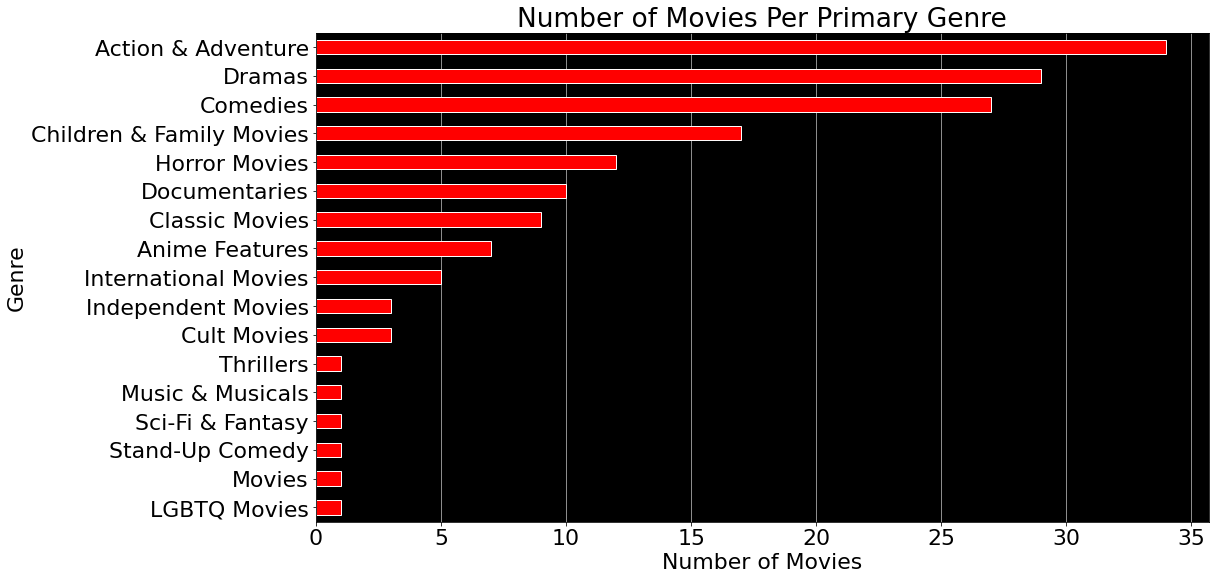 Number of Movies Per Primary Genre
Action & Adventure
Dramas
Comedies
Children & Family Movies
Horror Movies
Documentaries
Classic Movies
Anime Features
International Movies
Independent Movies
Cult Movies
Thrillers
Music & Musicals
Sci-Fi & Fantasy
Stand-Up Comedy
Movies
LGBTQ Movies
Genre
0 5 10 15 20 25 30 35
Number of Movies